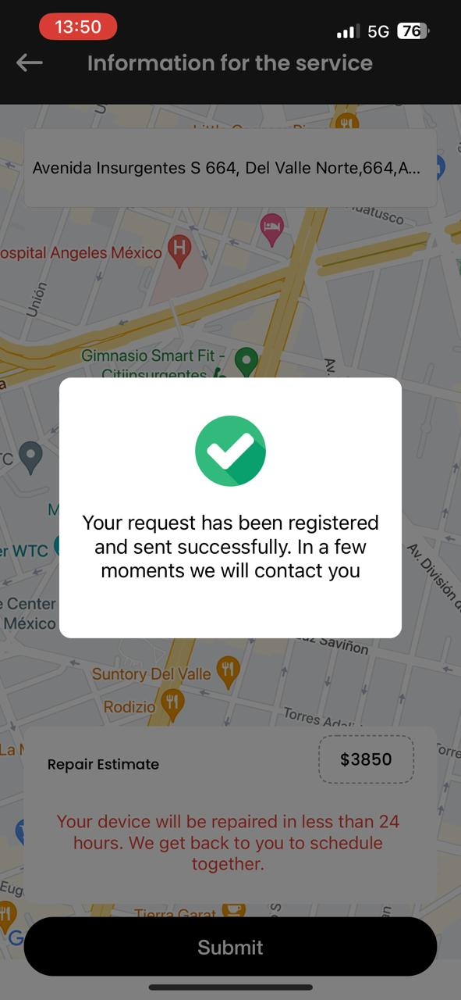 13:50
5G
76
Information for the service
Avenida Insurgentes S 664, Del Valle Norte,664,A...
Huatusco
ospital Angeles México
H
Unión
Gimnasio Smart Fit -
Citiinsurgentes
Av.
a
TC
Your request has been registered
and sent successfully. In a few
moments we will contact you
M
er WTC
Av. División d
e Center
México
uz Saviñon
Suntory Del Valle
Rodizio
Torres Adal
La M
Torre
Repair Estimate
$3850
Your device will be repaired in less than 24
hours. We get back to you to schedule
together.
Eug
Tierra Garat
S
an
G
Submit